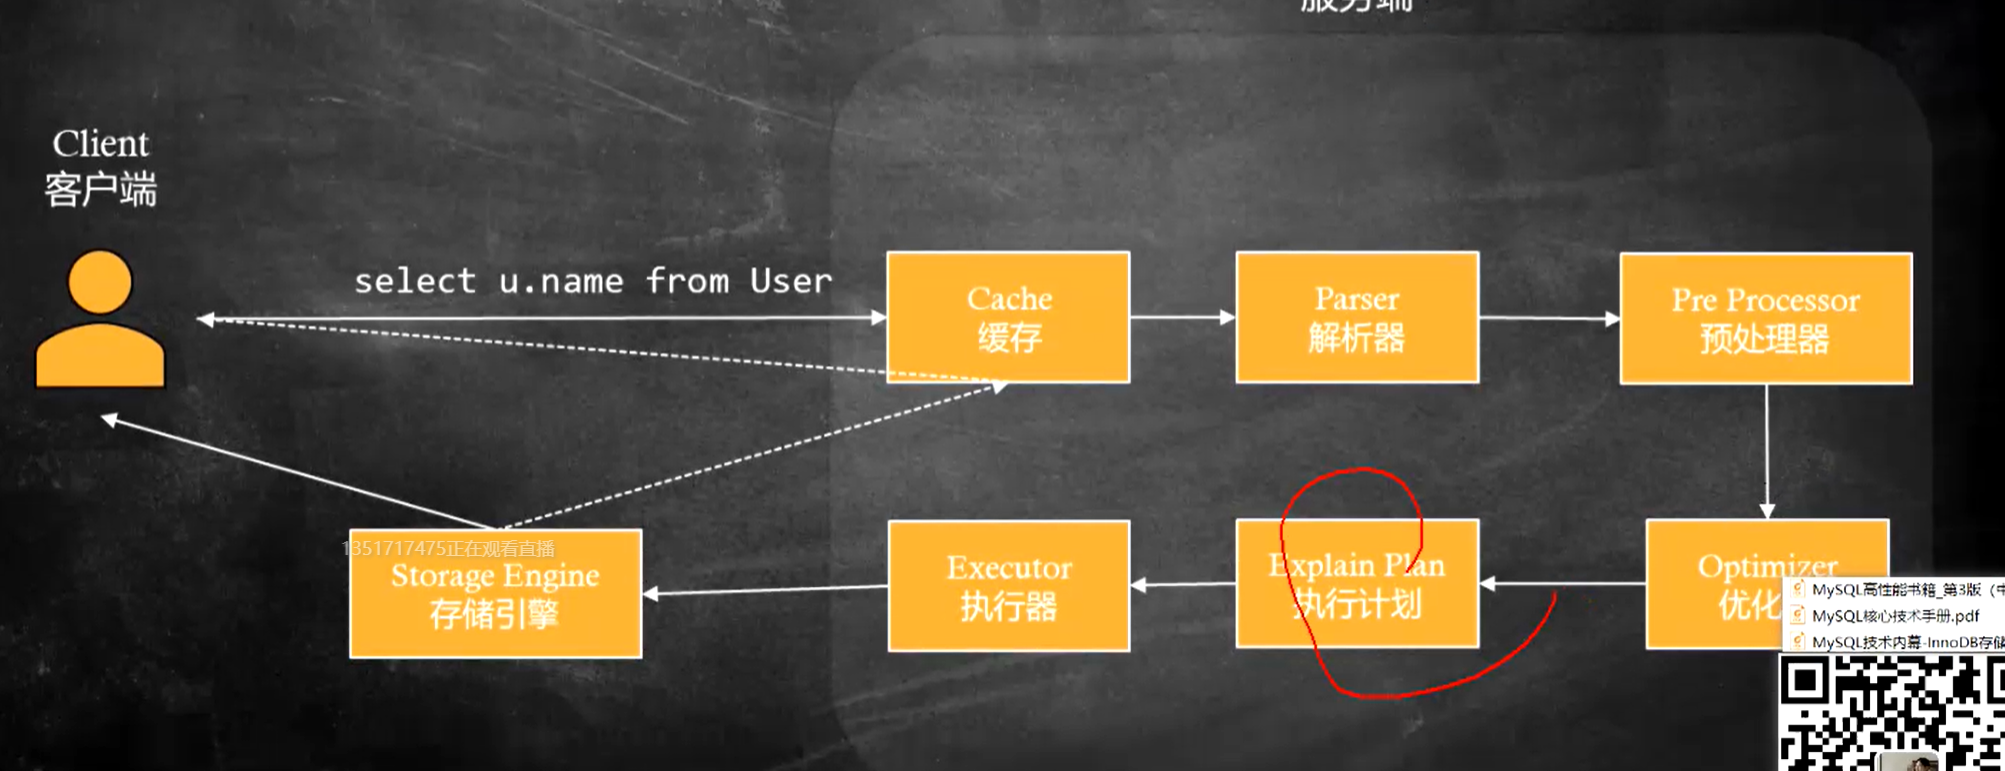 服务端
Client
客户端
select u.name from User
Cache
缓存
Parser
解析器
Pre Processor
预处理器
1351717475正在观看直播
Storage Engine
存储引擎
Executor
执行器
Explain Plan
执行计划
Optimizer
优化
MySQL高性能书籍_第3版（中
MySQL核心技术手册.pdf
MySQL技术内幕-InnoDB存储